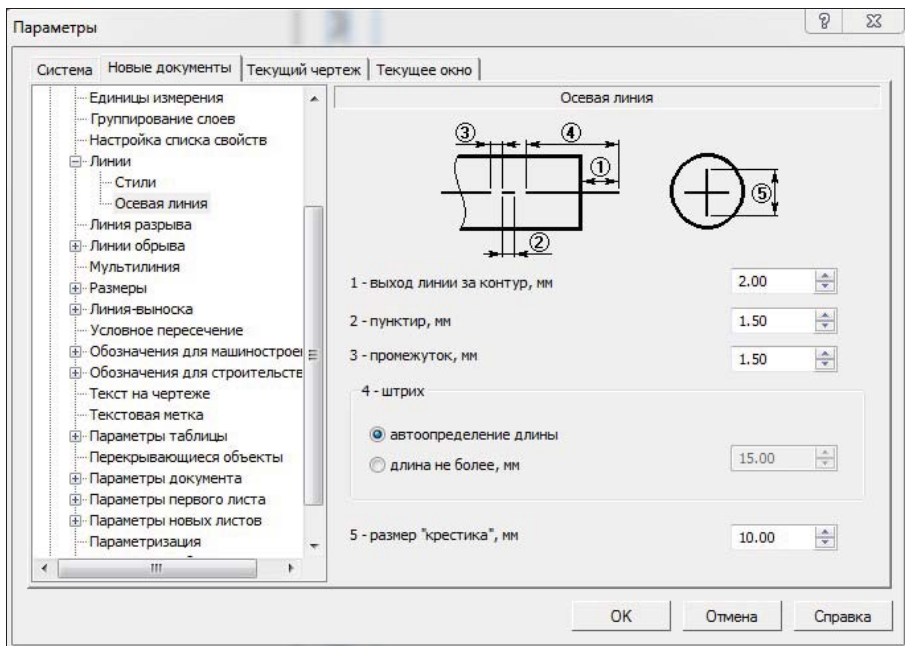 Параметры
Система
Новые документы
Текущий чертеж
Текущее окно
Единицы измерения
Группирование слоев
Настройка списка свойств
Линии
Стили
Осевая линия
Линия разрыва
Линии обрыва
Мультилиния
Размеры
Линия-выноска
Условное пересечение
Обозначения для машинострое
Обозначения для строительств
Текст на чертеже
Текстовая метка
Параметры таблицы
Перекрывающиеся объекты
Параметры документа
Параметры первого листа
Параметры новых листов
Параметризация
Осевая линия
3
4
1
5
2
1 - выход линии за контур, мм 2.00
2 - пунктир, мм 1.50
3 - промежуток, мм 1.50
4 - штрих
автоопределение длины
длина не более, мм 15.00
5 - размер "крестика", мм 10.00
OK
Отмена
Справка